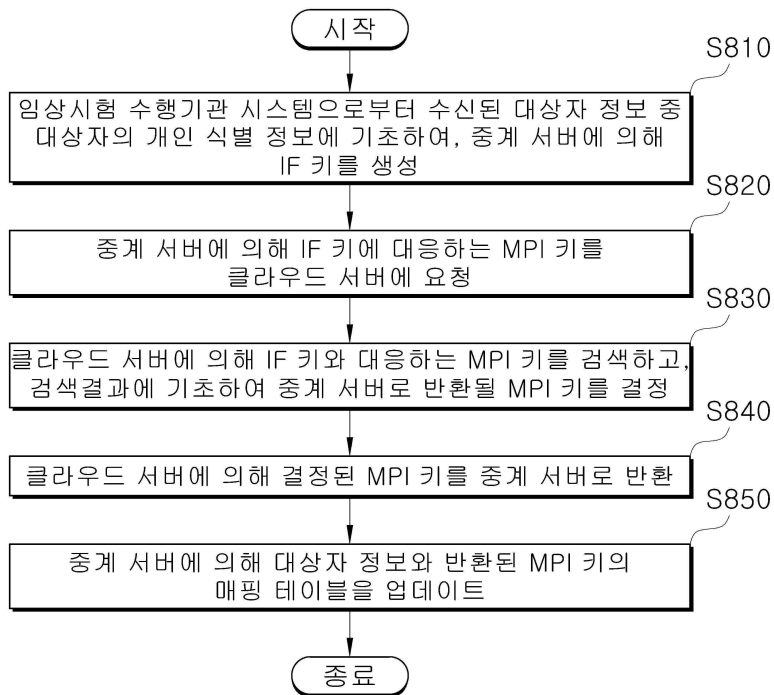 시작
S810
임상시험 수행기관 시스템으로부터 수신된 대상자 정보 중
대상자의 개인 식별 정보에 기초하여, 중계 서버에 의해
IF 키를 생성
S820
중계 서버에 의해 IF 키에 대응하는 MPI 키를
클라우드 서버에 요청
S830
클라우드 서버에 의해 IF 키와 대응하는 MPI 키를 검색하고,
검색결과에 기초하여 중계 서버로 반환될 MPI 키를 결정
S840
클라우드 서버에 의해 결정된 MPI 키를 중계 서버로 반환
S850
중계 서버에 의해 대상자 정보와 반환된 MPI 키의
매핑 테이블을 업데이트
종료